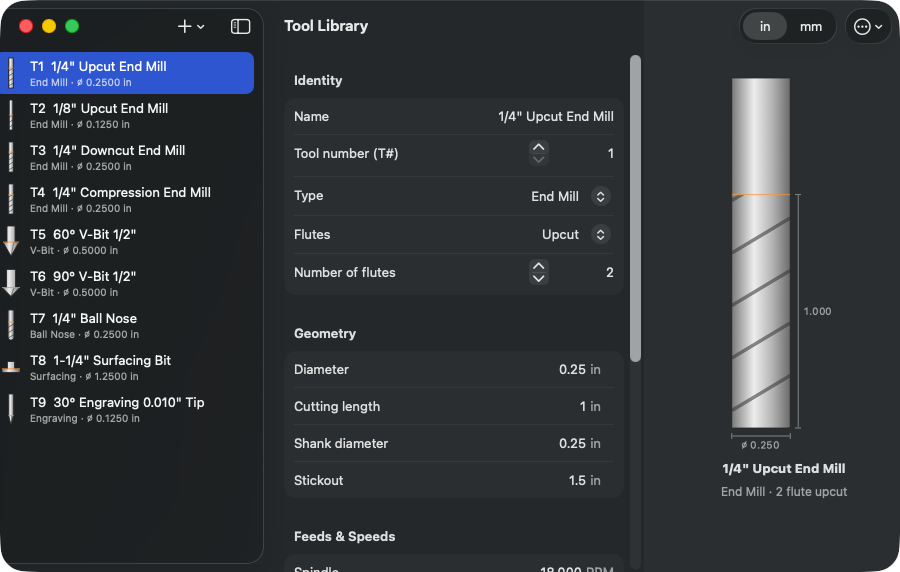 Tool Library
in
mm
T1 1/4" Upcut End Mill
End Mill · ⌀ 0.2500 in
T2 1/8" Upcut End Mill
End Mill · ⌀ 0.1250 in
T3 1/4" Downcut End Mill
End Mill · ⌀ 0.2500 in
T4 1/4" Compression End Mill
End Mill · ⌀ 0.2500 in
T5 60° V-Bit 1/2"
V-Bit · ⌀ 0.5000 in
T6 90° V-Bit 1/2"
V-Bit · ⌀ 0.5000 in
T7 1/4" Ball Nose
Ball Nose · ⌀ 0.2500 in
T8 1-1/4" Surfacing Bit
Surfacing · ⌀ 1.2500 in
T9 30° Engraving 0.010" Tip
Engraving · ⌀ 0.1250 in
Identity
Name 1/4" Upcut End Mill
Tool number (T#) 1
Type End Mill
Flutes Upcut
Number of flutes 2
Geometry
Diameter 0.25 in
Cutting length 1 in
Shank diameter 0.25 in
Stickout 1.5 in
Feeds & Speeds
Spindle 18,000 RPM
1.000
⌀ 0.250
1/4" Upcut End Mill
End Mill · 2 flute upcut